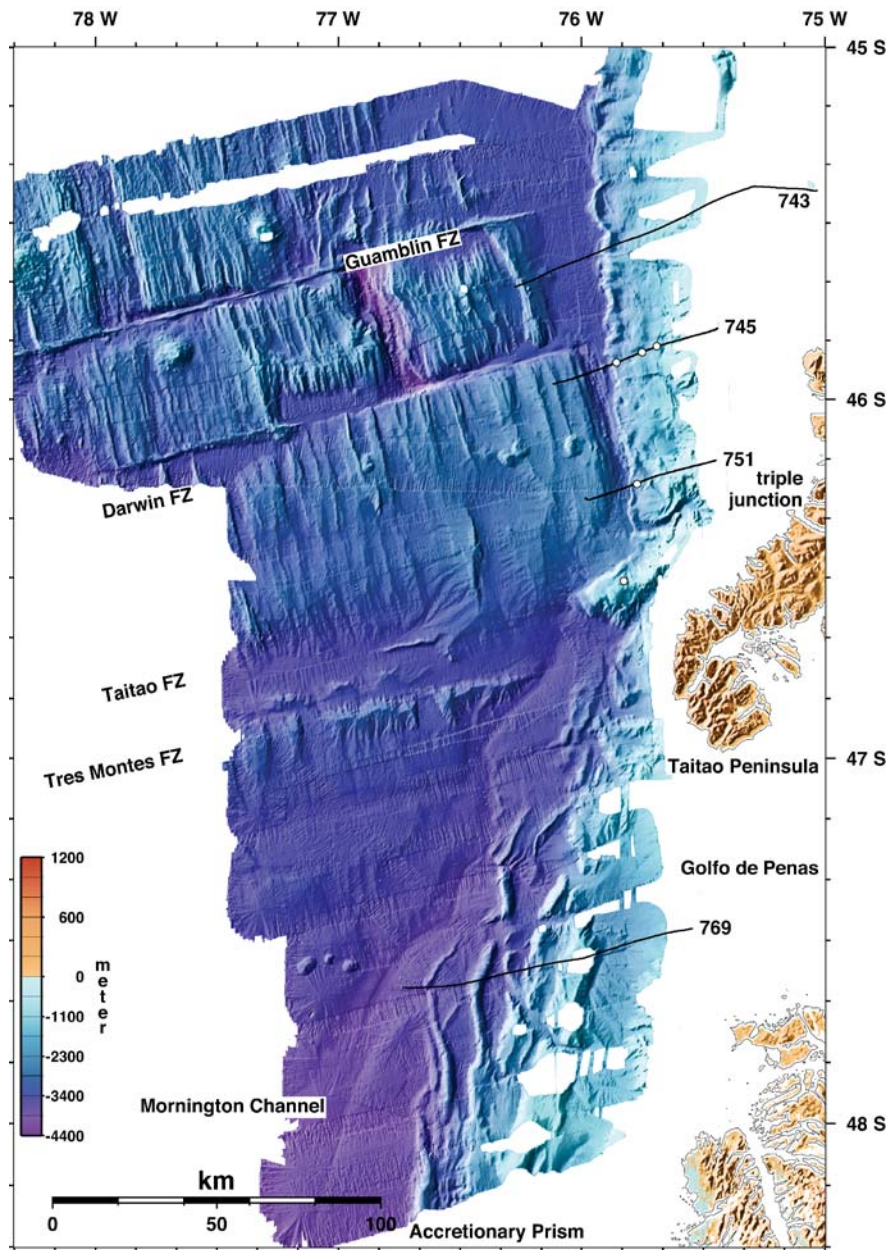 78 W
77 W
76 W
75 W
45 S
743
Guamblin FZ
745
46 S
751
triple
junction
Darwin FZ
Taitao FZ
Tres Montes FZ
47 S
Taitao Peninsula
1200
600
0
-1100
-2300
-3400
-4400
meter
Golfo de Penas
769
Mornington Channel
48 S
km
0
50
100
Accretionary Prism